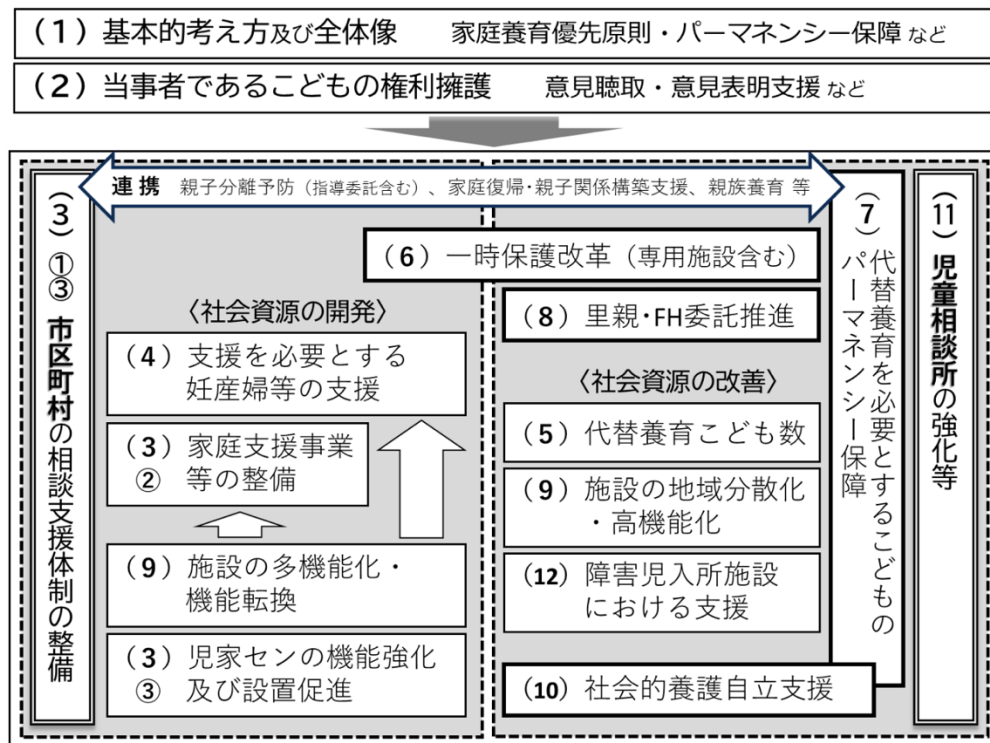 （1）基本的考え方及び全体像　家庭養育優先原則・パーマネンシー保障 など
（2）当事者であるこどもの権利擁護　意見聴取・意見表明支援 など
連携　親子分離予防（指導委託含む）、家庭復帰・親子関係構築支援、親族養育 等
（3）①③ 市区町村の相談支援体制の整備
〈社会資源の開発〉
（4）支援を必要とする
妊産婦等の支援
（3）家庭支援事業
②　等の整備
（9）施設の多機能化・
機能転換
（3）児家センの機能強化
③　及び設置促進
（6）一時保護改革（専用施設含む）
（8）里親・FH委託推進
〈社会資源の改善〉
（5）代替養育こども数
（9）施設の地域分散化
・高機能化
（12）障害児入所施設
における支援
（10）社会的養護自立支援
（7）代替養育を必要とするこどもの
パーマネンシー保障
（11）児童相談所の強化等